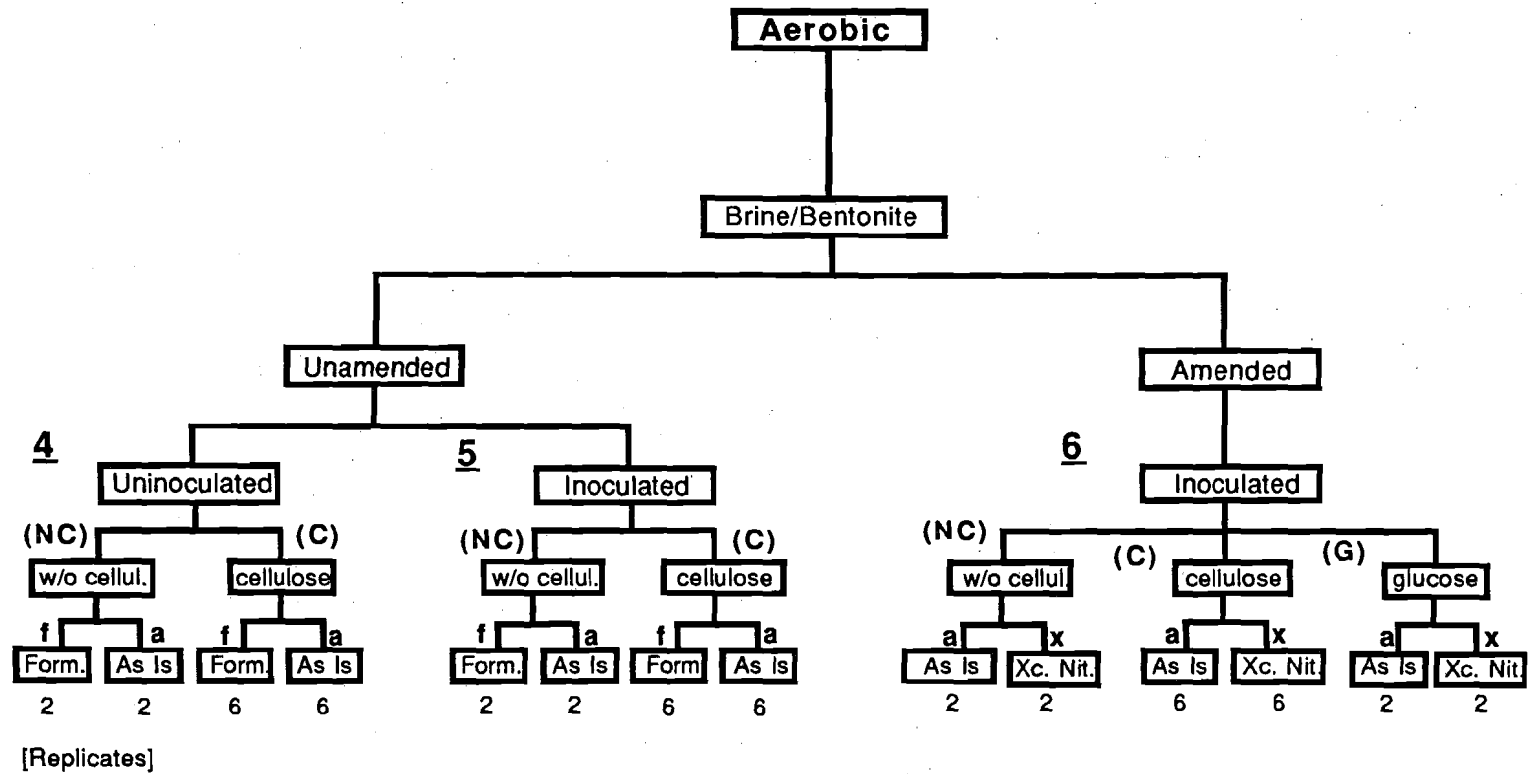 Aerobic
Brine/Bentonite
Unamended
Amended
4
5
6
Uninoculated
Inoculated
Inoculated
(NC)
(C)
(NC)
(C)
(NC)
(C)
(G)
w/o cellul.
cellulose
w/o cellul.
cellulose
w/o cellul.
cellulose
glucose
f
a
f
a
f
a
f
a
a
x
a
x
a
x
Form.
As Is
Form.
As Is
Form.
As Is
Form
As Is
As Is
Xc. Nit.
As Is
Xc. Nit.
As Is
Xc. Nit.
2
2
6
6
2
2
6
6
2
2
6
6
2
2
[Replicates]